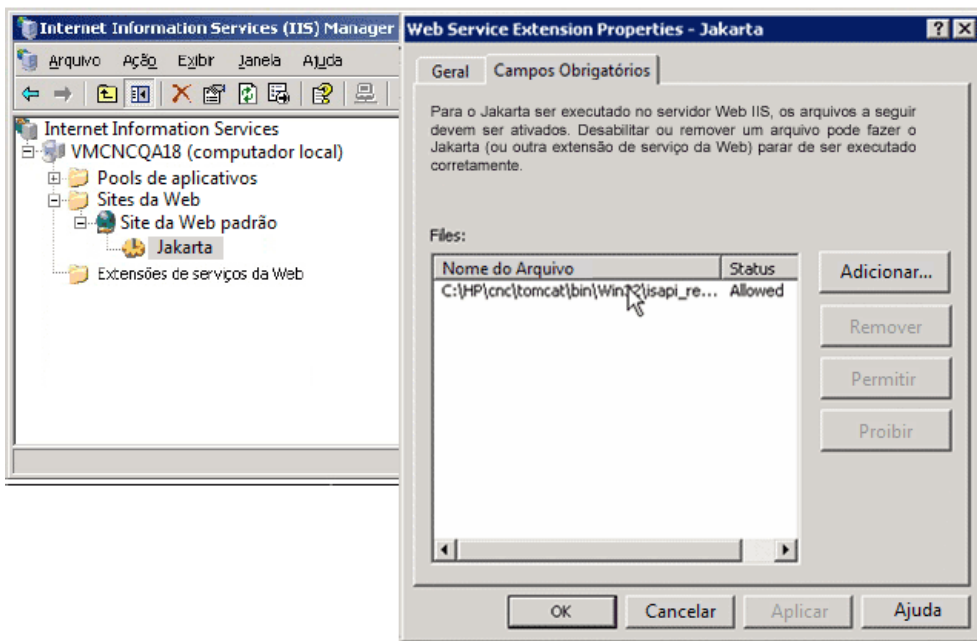 Internet Information Services (IIS) Manager
Arquivo Ação Exibir Janela Ajuda
Internet Information Services
VMCNCQA18 (computador local)
Pools de aplicativos
Sites da Web
Site da Web padrão
Jakarta
Extensões de serviços da Web
Web Service Extension Properties - Jakarta
Geral Campos Obrigatórios
Para o Jakarta ser executado no servidor Web IIS, os arquivos a seguir
devem ser ativados. Desabilitar ou remover um arquivo pode fazer o
Jakarta (ou outra extensão de serviço da Web) parar de ser executado
corretamente.
Files:
Nome do Arquivo Status
C:\HP\cnc\tomcat\bin\Win32\isapi_re... Allowed
Adicionar...
Remover
Permitir
Proibir
OK Cancelar Aplicar Ajuda